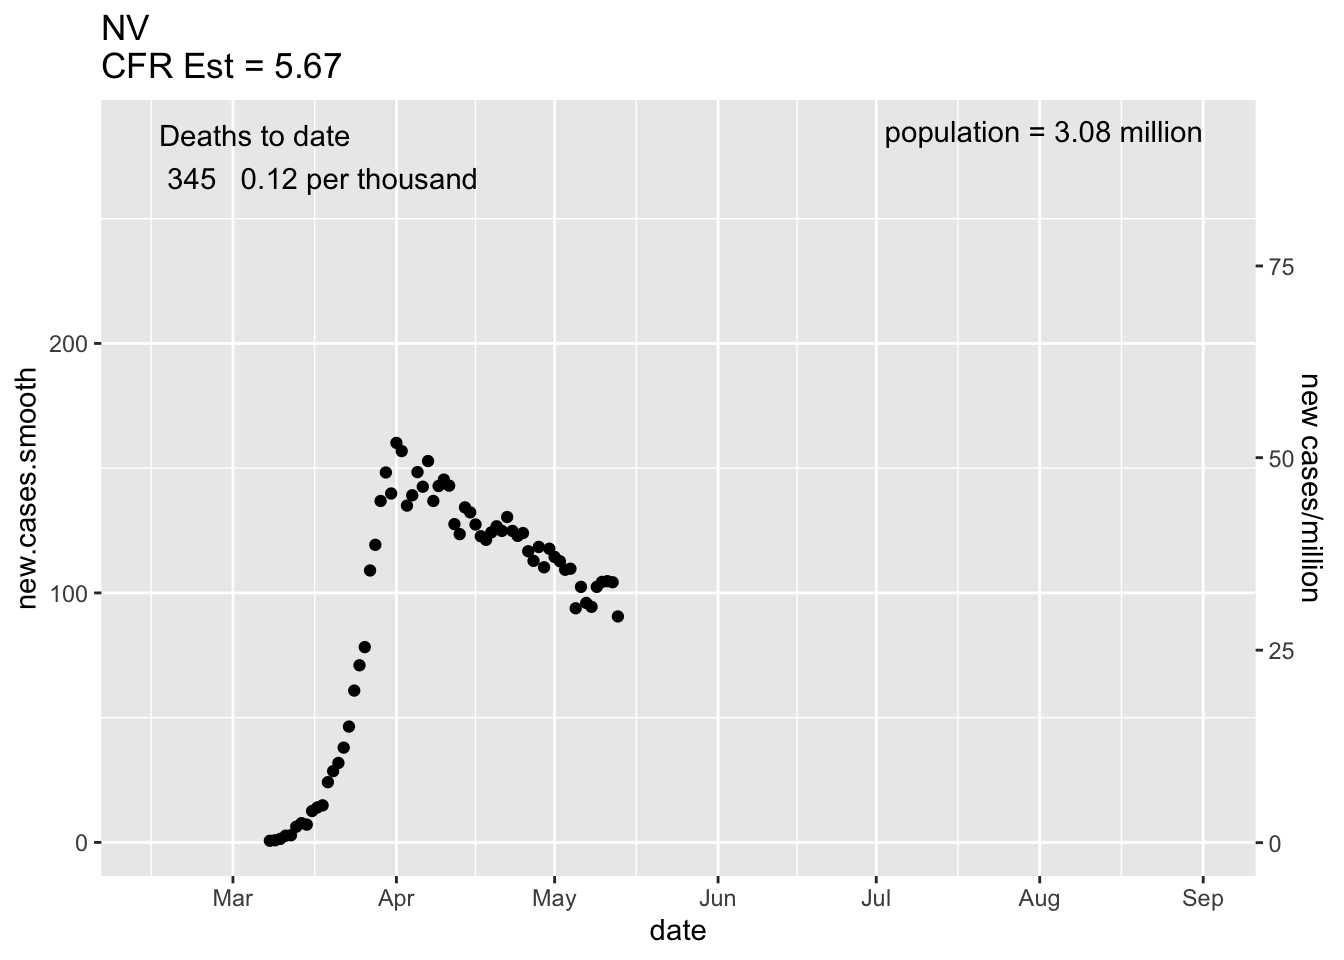 NV
CFR Est = 5.67
Deaths to date
345 0.12 per thousand
population = 3.08 million
new.cases.smooth
200
100
0
75
50
25
0
new cases/million
Mar Apr May Jun Jul Aug Sep
date